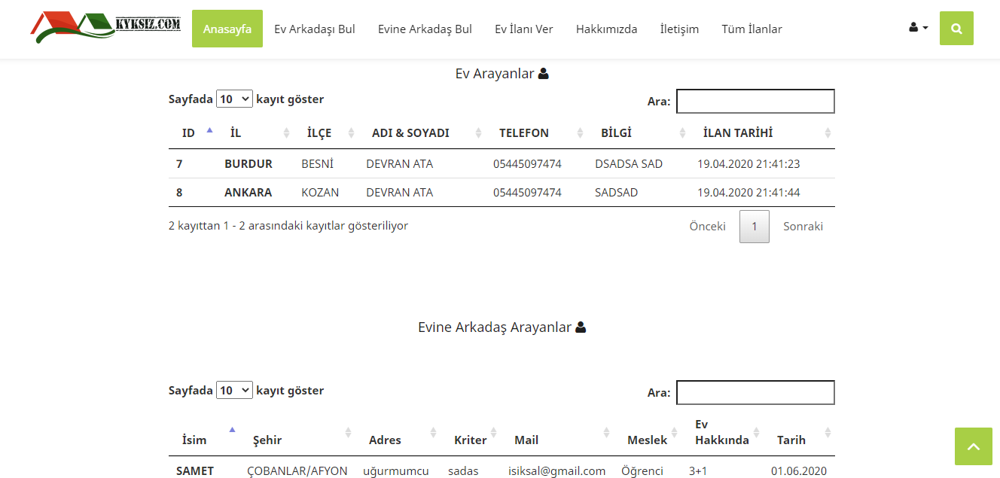 KYKSIZ.COM Anasayfa Ev Arkadaşı Bul Evine Arkadaş Bul Ev İlanı Ver Hakkımızda İletişim Tüm İlanlar
Ev Arayanlar
Sayfada 10 kayıt göster Ara:
ID İL İLÇE ADI & SOYADI TELEFON BİLGİ İLAN TARİHİ
7 BURDUR BESNİ DEVRAN ATA 05445097474 DSADSA SAD 19.04.2020 21:41:23
8 ANKARA KOZAN DEVRAN ATA 05445097474 SADSAD 19.04.2020 21:41:44
2 kayıttan 1 - 2 arasındaki kayıtlar gösteriliyor Önceki 1 Sonraki
Evine Arkadaş Arayanlar
Sayfada 10 kayıt göster Ara:
İsim Şehir Adres Kriter Mail Meslek Ev Hakkında Tarih
SAMET ÇOBANLAR/AFYON uğurmumcu sadas isiksal@gmail.com Öğrenci 3+1 01.06.2020